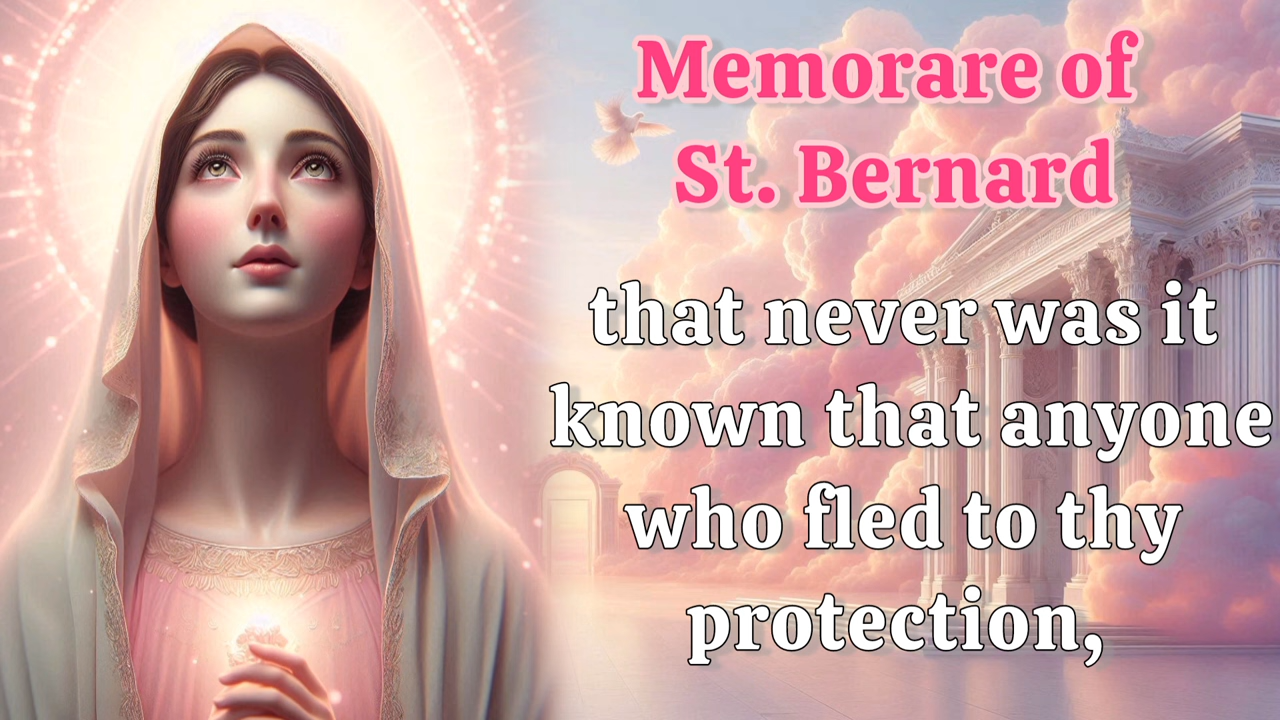 Memorare of
St. Bernard
that never was it
known that anyone
who fled to thy
protection,